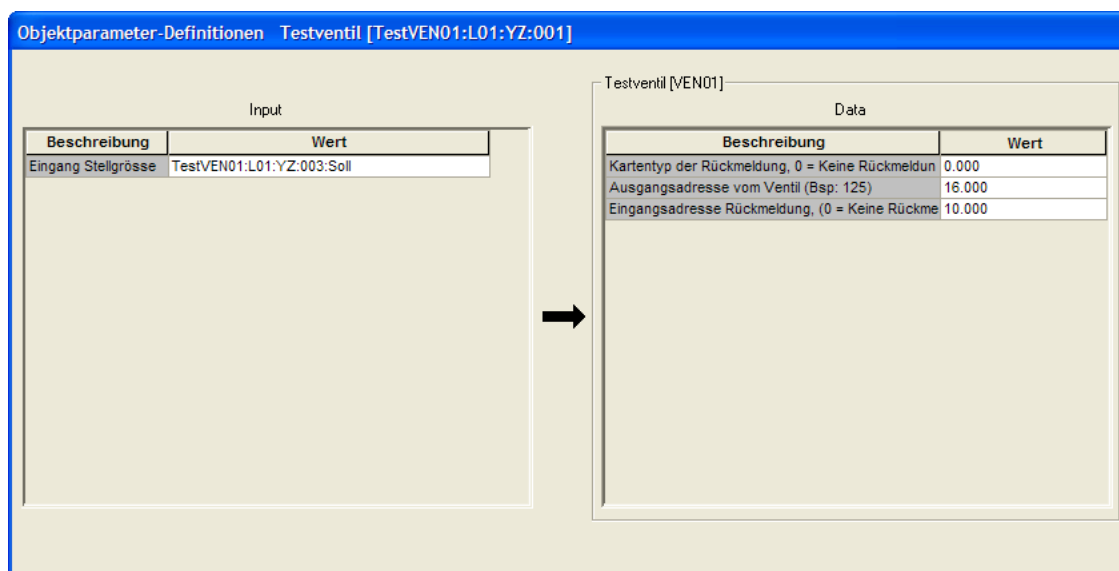 Objektparameter-Definitionen Testventil [TestVEN01:L01:YZ:001]
Input
Beschreibung Wert
Eingang Stellgrösse TestVEN01:L01:YZ:003:Soll
Testventil [VEN01]
Data
Beschreibung Wert
Kartentyp der Rückmeldung, 0 = Keine Rückmeldun 0.000
Ausgangsadresse vom Ventil (Bsp: 125) 16.000
Eingangsadresse Rückmeldung, (0 = Keine Rückme 10.000